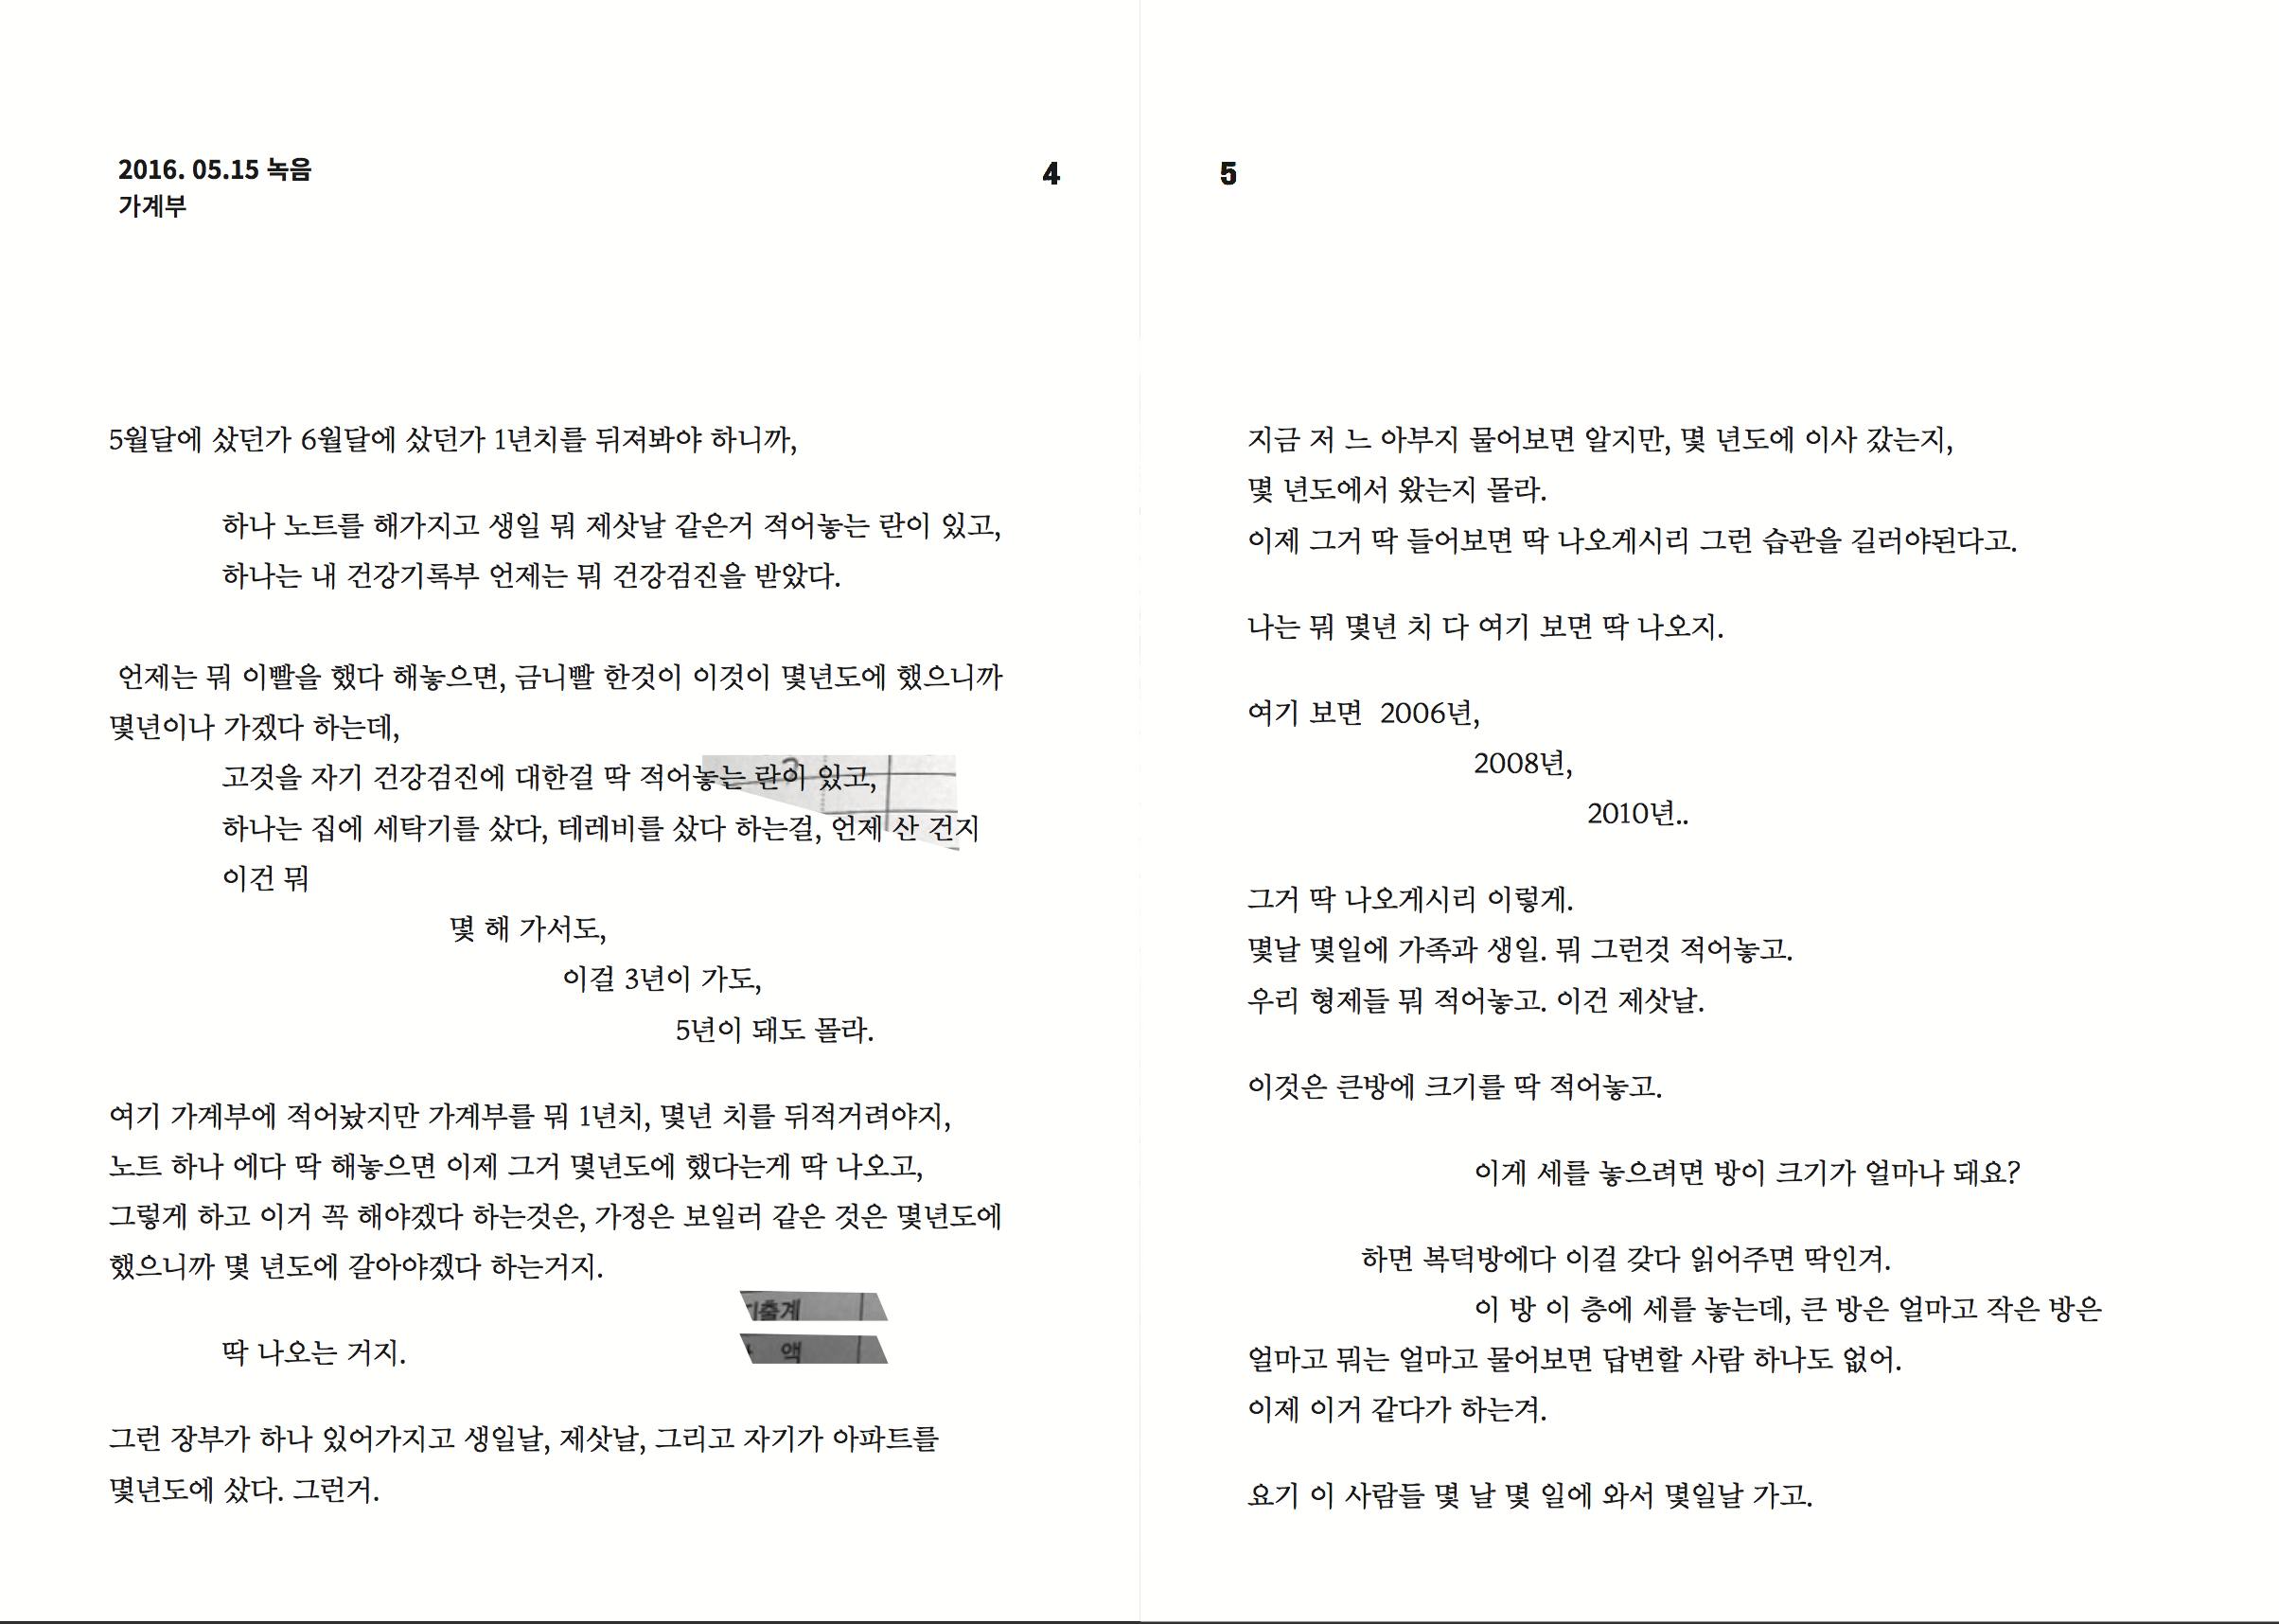 2016. 05.15 녹음
가계부
4
5월달에 샀던가 6월달에 샀던가 1년치를 뒤져봐야 하니까,
하나 노트를 해가지고 생일 뭐 제삿날 같은거 적어놓는 란이 있고,
하나는 내 건강기록부 언제는 뭐 건강검진을 받았다.
언제는 뭐 이빨을 했다 해놓으면, 금니빨 한것이 이것이 몇년도에 했으니까
몇년이나 가겠다 하는데,
고것을 자기 건강검진에 대한걸 딱 적어놓는 란이 있고,
하나는 집에 세탁기를 샀다, 테레비를 샀다 하는걸, 언제 산 건지
이건 뭐
몇 해 가서도,
이걸 3년이 가도,
5년이 돼도 몰라.
여기 가계부에 적어놨지만 가계부를 뭐 1년치, 몇년 치를 뒤적거려야지,
노트 하나 에다 딱 해놓으면 이제 그거 몇년도에 했다는게 딱 나오고,
그렇게 하고 이거 꼭 해야겠다 하는것은, 가정은 보일러 같은 것은 몇년도에
했으니까 몇 년도에 갈아야겠다 하는거지.
출계
액
딱 나오는 거지.
그런 장부가 하나 있어가지고 생일날, 제삿날, 그리고 자기가 아파트를
몇년도에 샀다. 그런거.
5
지금 저 느 아부지 물어보면 알지만, 몇 년도에 이사 갔는지,
몇 년도에서 왔는지 몰라.
이제 그거 딱 들어보면 딱 나오게시리 그런 습관을 길러야된다고.
나는 뭐 몇년 치 다 여기 보면 딱 나오지.
여기 보면 2006년,
2008년,
2010년..
그거 딱 나오게시리 이렇게.
몇날 몇일에 가족과 생일. 뭐 그런것 적어놓고.
우리 형제들 뭐 적어놓고. 이건 제삿날.
이것은 큰방에 크기를 딱 적어놓고.
이게 세를 놓으려면 방이 크기가 얼마나 돼요?
하면 복덕방에다 이걸 갖다 읽어주면 딱인겨.
이 방 이 층에 세를 놓는데, 큰 방은 얼마고 작은 방은
얼마고 뭐는 얼마고 물어보면 답변할 사람 하나도 없어.
이제 이거 같다가 하는겨.
요기 이 사람들 몇 날 몇 일에 와서 몇일날 가고.